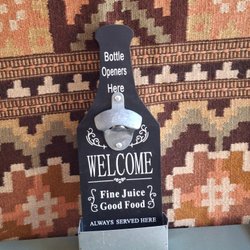 Bottle
Openers
Here
WELCOME
Fine Juice
Good Food
ALWAYS SERVED HERE